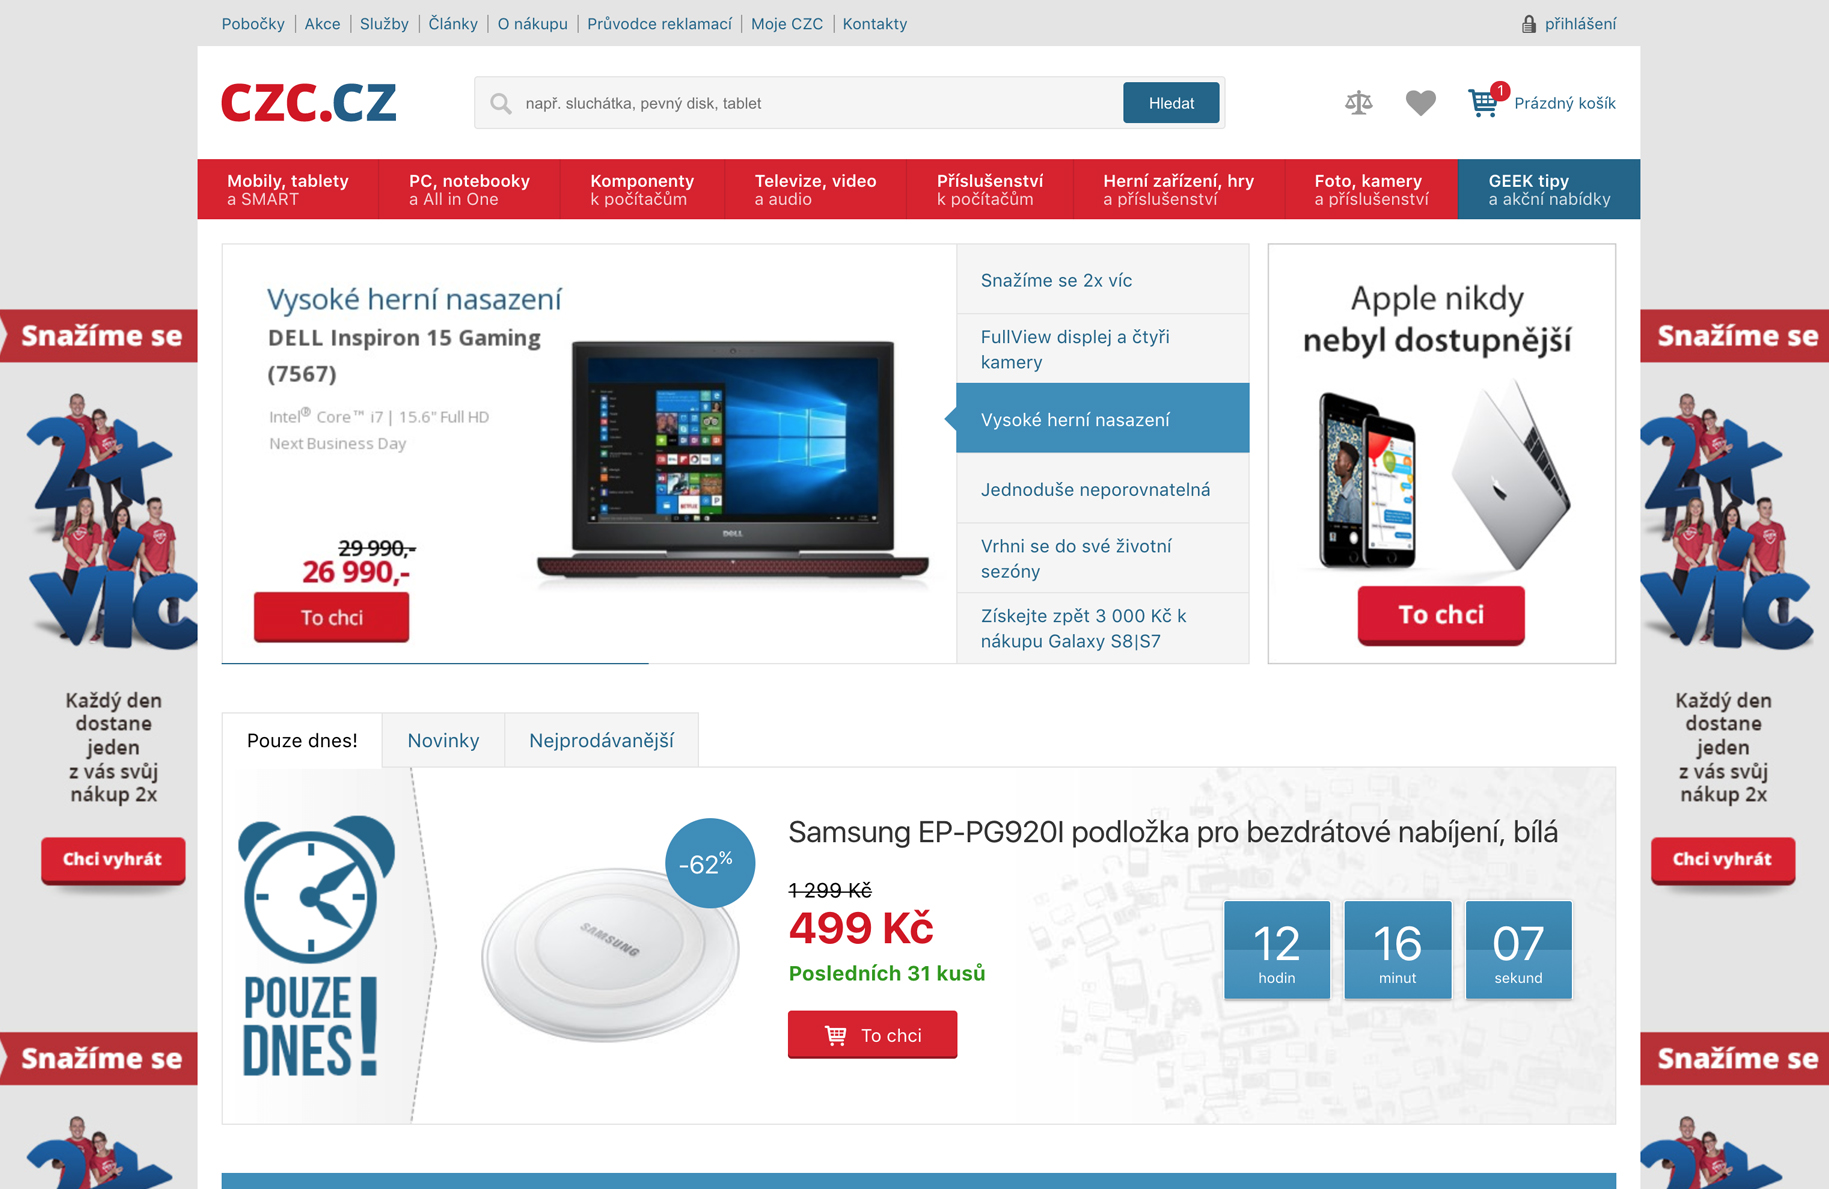 Pobočky
Akce
Služby
Články
O nákupu
Průvodce reklamací
Moje CZC
Kontakty
přihlášení
CZC.CZ
např. sluchátka, pevný disk, tablet
Hledat
1
Prázdný košík
Mobily, tablety
a SMART
PC, notebooky
a All in One
Komponenty
k počítačům
Televize, video
a audio
Příslušenství
k počítačům
Herní zařízení, hry
a příslušenství
Foto, kamery
a příslušenství
GEEK tipy
a akční nabídky
Vysoké herní nasazení
DELL Inspiron 15 Gaming
(7567)
Intel® Core™ i7 | 15.6" Full HD
Next Business Day
29 990,-
26 990,-
To chci
DELL
Snažíme se 2x víc
FullView displej a čtyři
kamery
Vysoké herní nasazení
Jednoduše neporovnatelná
Vrhni se do své životní
sezóny
Získejte zpět 3 000 Kč k
nákupu Galaxy S8|S7
Apple nikdy
nebyl dostupnější
To chci
Snažíme se
2x
víc
Každý den
dostane
jeden
z vás svůj
nákup 2x
Chci vyhrát
Snažíme se
2x
víc
Každý den
dostane
jeden
z vás svůj
nákup 2x
Chci vyhrát
Pouze dnes!
Novinky
Nejprodávanější
POUZE
DNES!
SAMSUNG
-62%
Samsung EP-PG920I podložka pro bezdrátové nabíjení, bílá
1 299 Kč
499 Kč
Posledních 31 kusů
To chci
12
hodin
16
minut
07
sekund
Snažíme se
2x
Snažíme se
2x